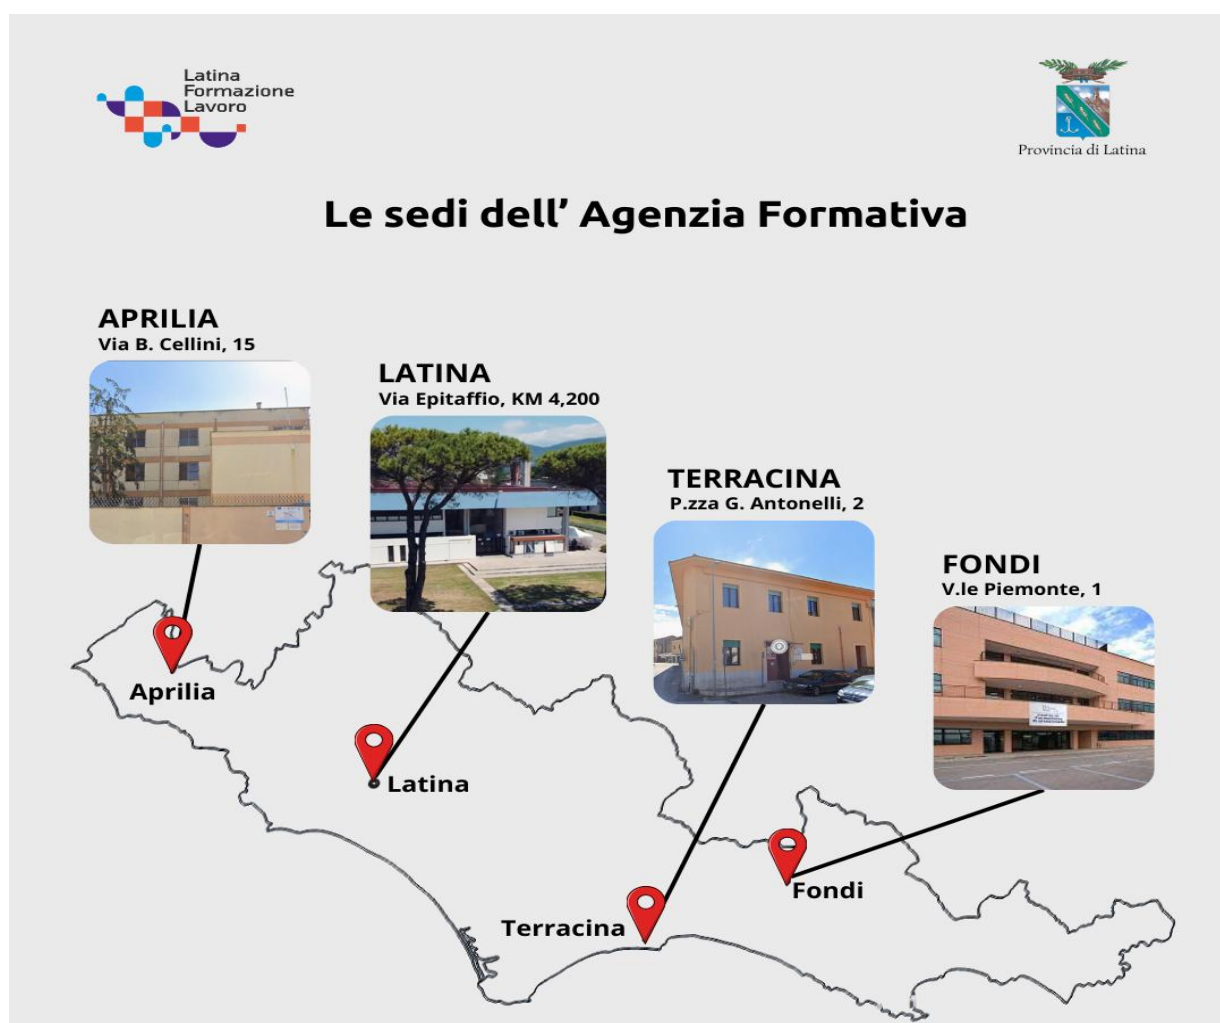 Latina
Formazione
Lavoro
Provincia di Latina
Le sedi dell’ Agenzia Formativa
APRILIA
Via B. Cellini, 15
LATINA
Via Epitaffio, KM 4,200
TERRACINA
P.zza G. Antonelli, 2
FONDI
V.le Piemonte, 1
Aprilia
Latina
Fondi
Terracina